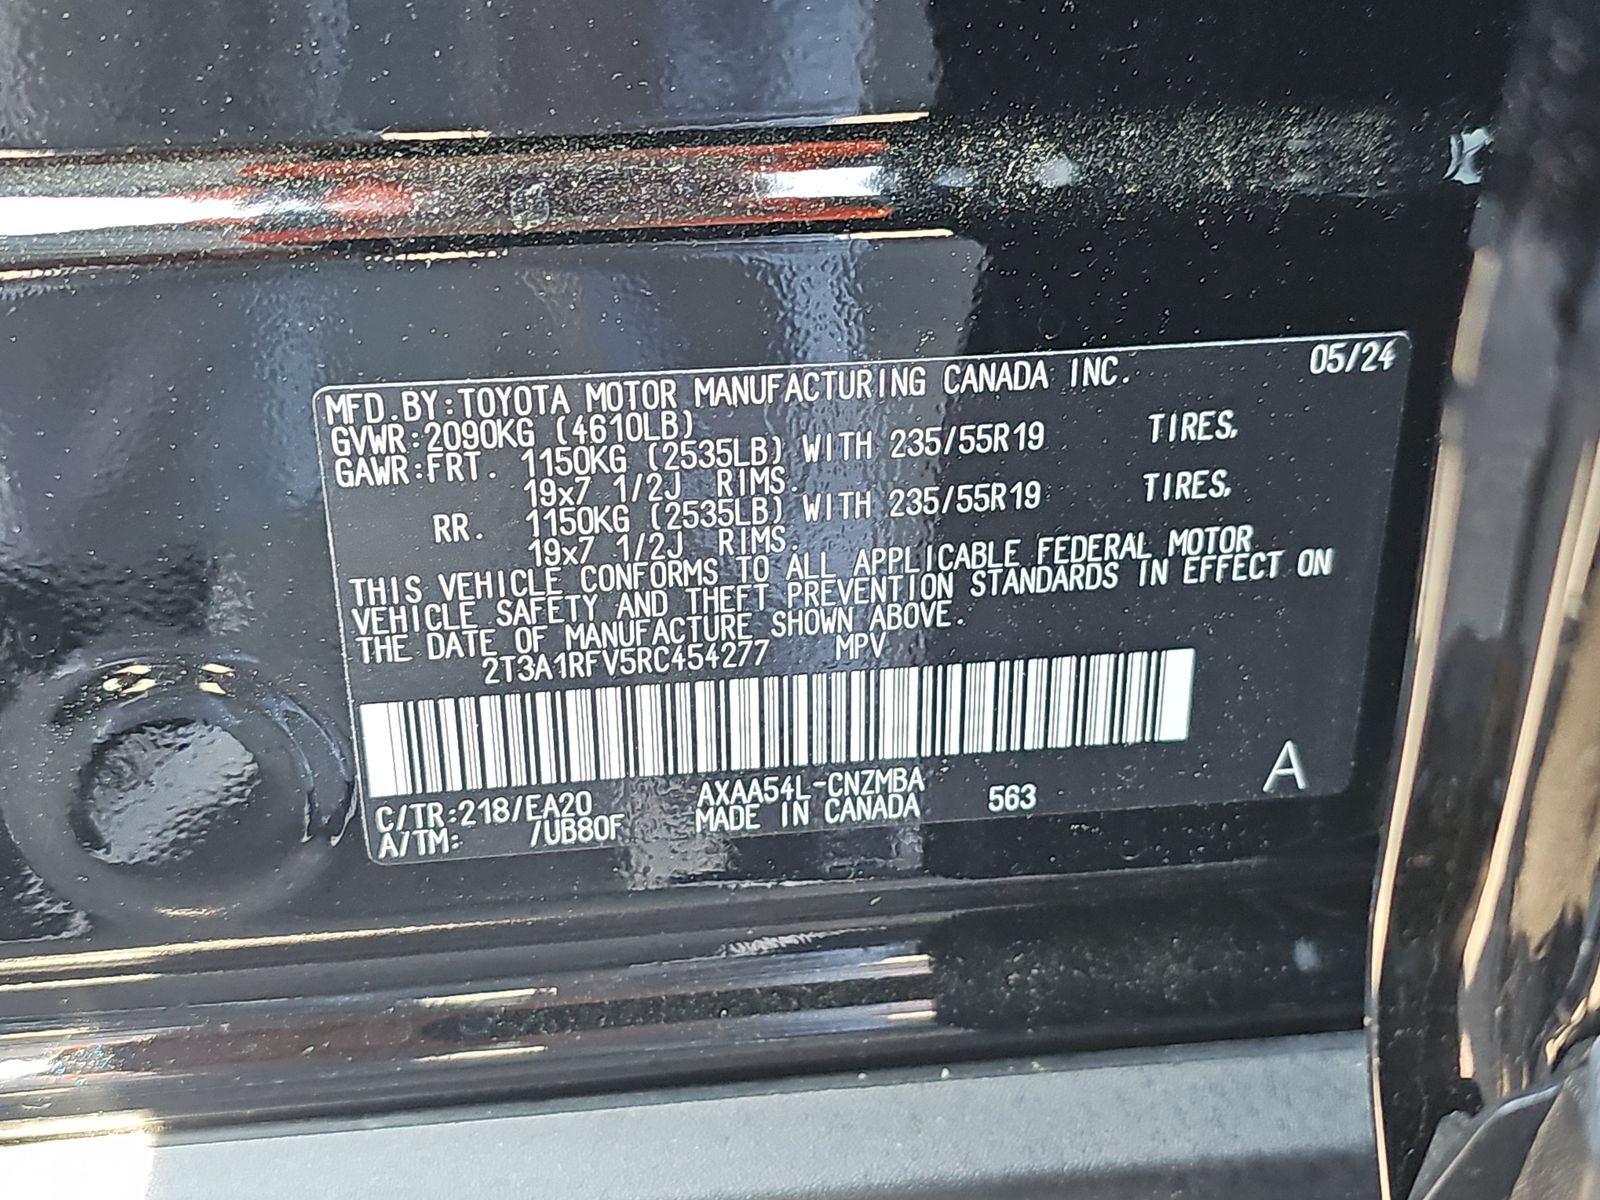 MFD.BY:TOYOTA MOTOR MANUFACTURING CANADA INC. 05/24
GVWR:2090KG (4610LB)
GAWR:FRT. 1150KG (2535LB) WITH 235/55R19 TIRES,
19x7 1/2J RIMS.
RR. 1150KG (2535LB) WITH 235/55R19 TIRES,
19x7 1/2J RIMS.
THIS VEHICLE CONFORMS TO ALL APPLICABLE FEDERAL MOTOR
VEHICLE SAFETY AND THEFT PREVENTION STANDARDS IN EFFECT ON
THE DATE OF MANUFACTURE SHOWN ABOVE.
2T3A1RFV5RC454277 MPV
C/TR:218/EA20 AXAA54L-CNZMBA 563 A
A/TM: /UB80F MADE IN CANADA